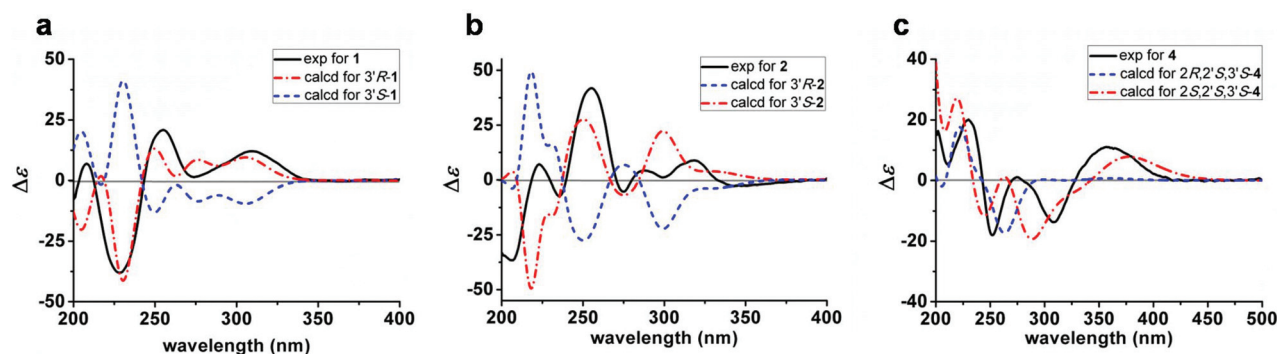 a
50
25
0
-25
-50
200
250
300
350
400
Δε
wavelength (nm)
exp for 1
calcd for 3'R-1
calcd for 3'S-1
b
50
25
0
-25
-50
200
250
300
350
400
Δε
wavelength (nm)
exp for 2
calcd for 3'R-2
calcd for 3'S-2
c
40
20
0
-20
-40
200
250
300
350
400
450
500
Δε
wavelength (nm)
exp for 4
calcd for 2R,2'S,3'S-4
calcd for 2S,2'S,3'S-4